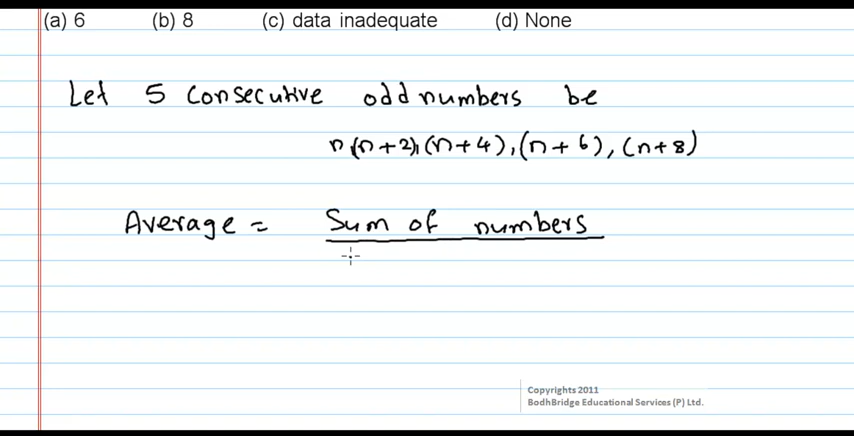 (a) 6 (b) 8 (c) data inadequate (d) None
Let 5 consecutive odd numbers be
n,(n+2),(n+4),(n+6),(n+8)
Average = Sum of numbers
Copyrights 2011
BodhBridge Educational Services (P) Ltd.